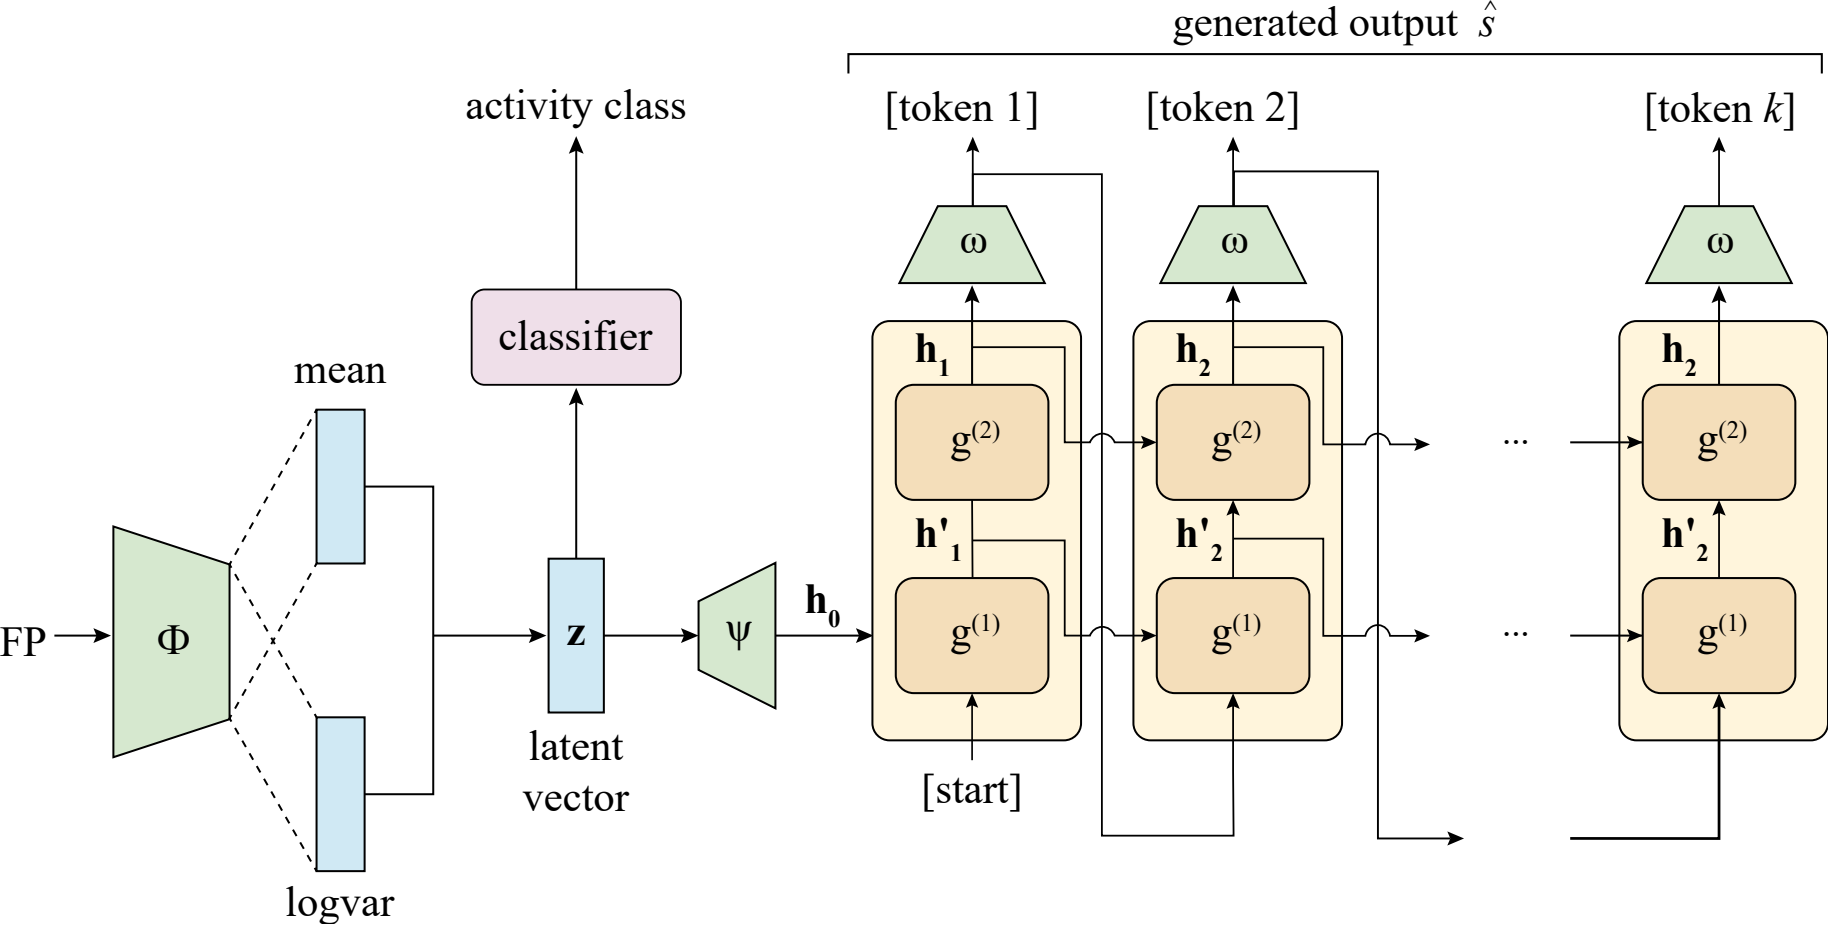 generated output ŝ
activity class
[token 1]
[token 2]
[token k]
ω
ω
ω
classifier
mean
h1
h2
h2
g(2)
g(2)
...
g(2)
h'1
h'2
h'2
FP
Φ
z
ψ
h0
g(1)
g(1)
...
g(1)
latent
vector
[start]
logvar